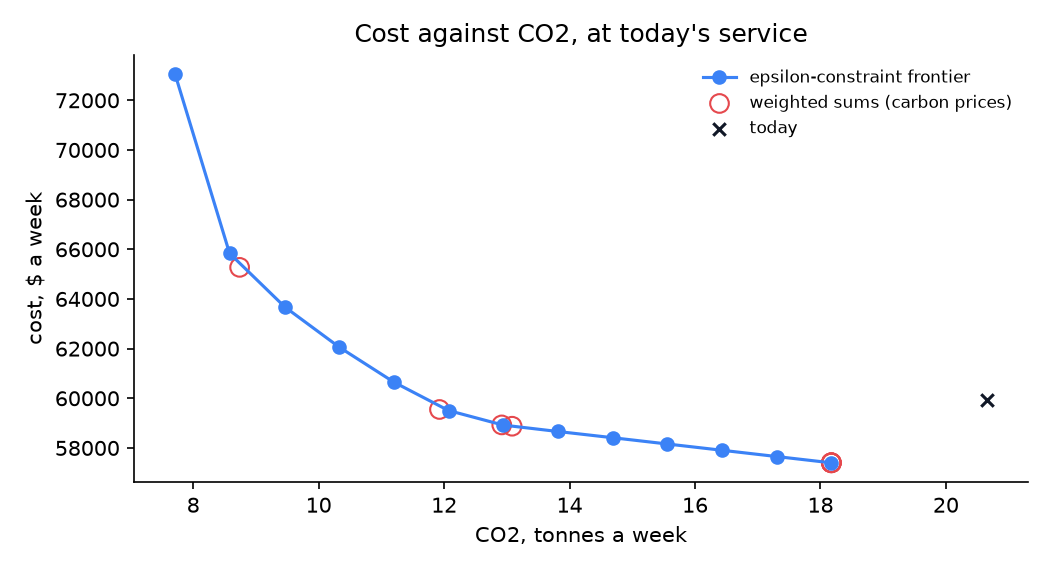 Cost against CO2, at today's service
epsilon-constraint frontier
weighted sums (carbon prices)
today
cost, $ a week
72000
70000
68000
66000
64000
62000
60000
58000
8
10
12
14
16
18
20
CO2, tonnes a week